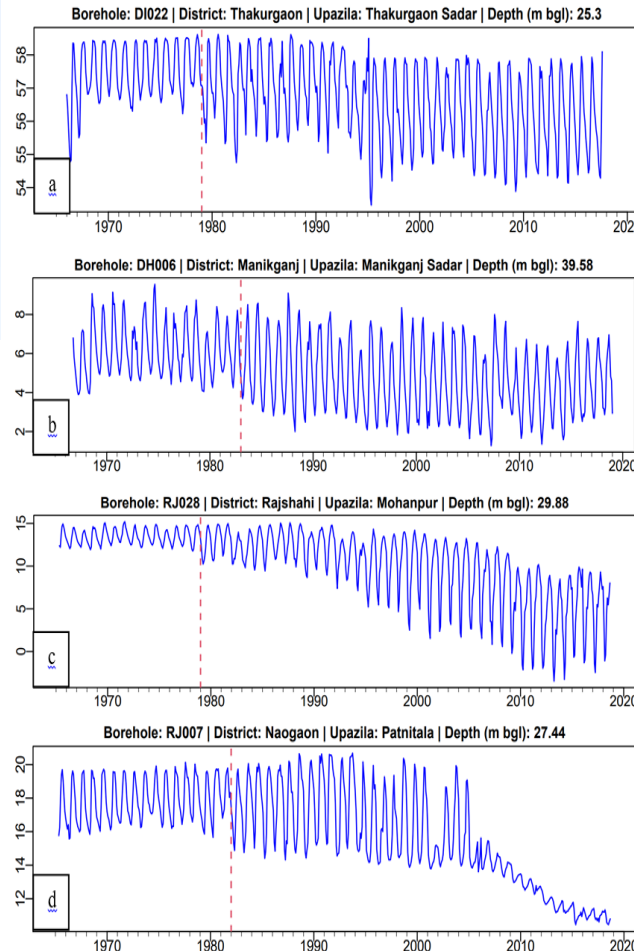 Borehole: DI022 | District: Thakurgaon | Upazila: Thakurgaon Sadar | Depth (m bgl): 25.3
58
57
56
55
54
a
1970 1980 1990 2000 2010 202
Borehole: DH006 | District: Manikganj | Upazila: Manikganj Sadar | Depth (m bgl): 39.58
8
6
4
2
b
1970 1980 1990 2000 2010 2020
Borehole: RJ028 | District: Rajshahi | Upazila: Mohanpur | Depth (m bgl): 29.88
15
10
5
0
c
1970 1980 1990 2000 2010 2020
Borehole: RJ007 | District: Naogaon | Upazila: Patnitala | Depth (m bgl): 27.44
20
18
16
14
12
d
1970 1980 1990 2000 2010 2020